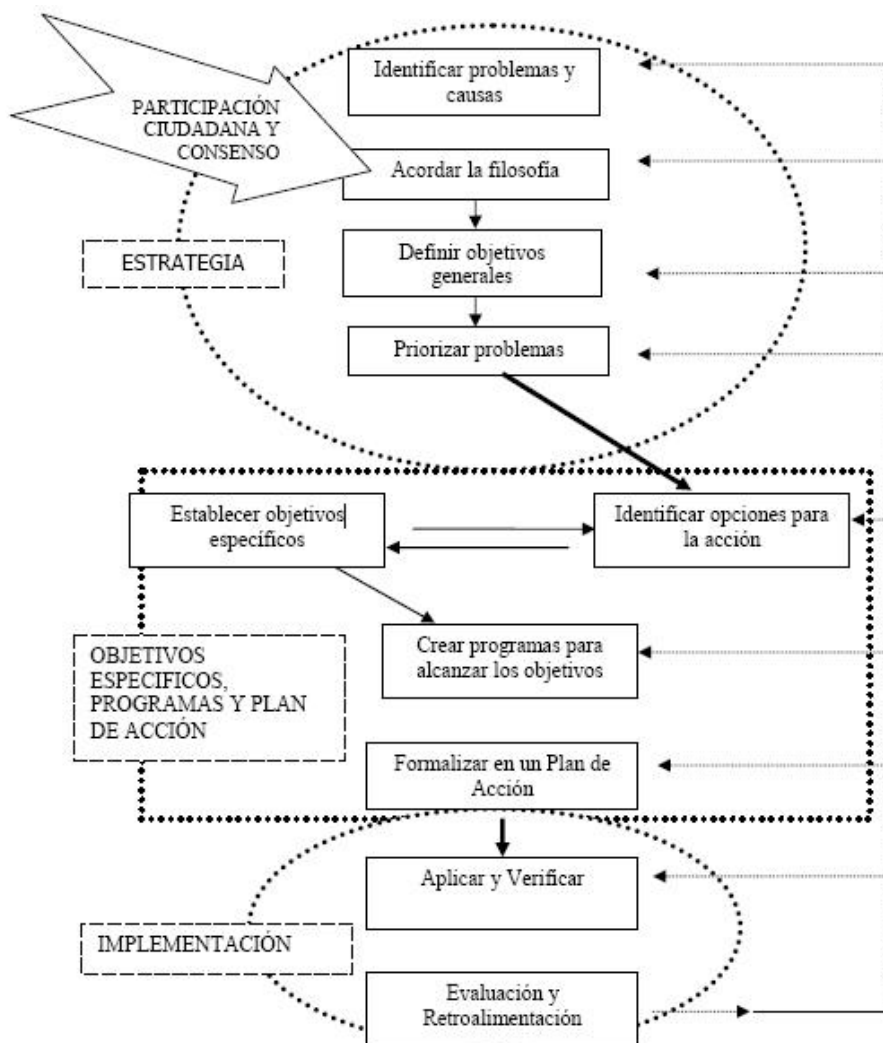 Identificar problemas y
causas
PARTICIPACIÓN
CIUDADANA Y
CONSENSO
Acordar la filosofía
Definir objetivos
generales
ESTRATEGIA
Priorizar problemas
Establecer objetivos
específicos
Identificar opciones para
la acción
Crear programas para
alcanzar los objetivos
OBJETIVOS
ESPECIFICOS,
PROGRAMAS Y PLAN
DE ACCIÓN
Formalizar en un Plan de
Acción
Aplicar y Verificar
IMPLEMENTACIÓN
Evaluación y
Retroalimentación